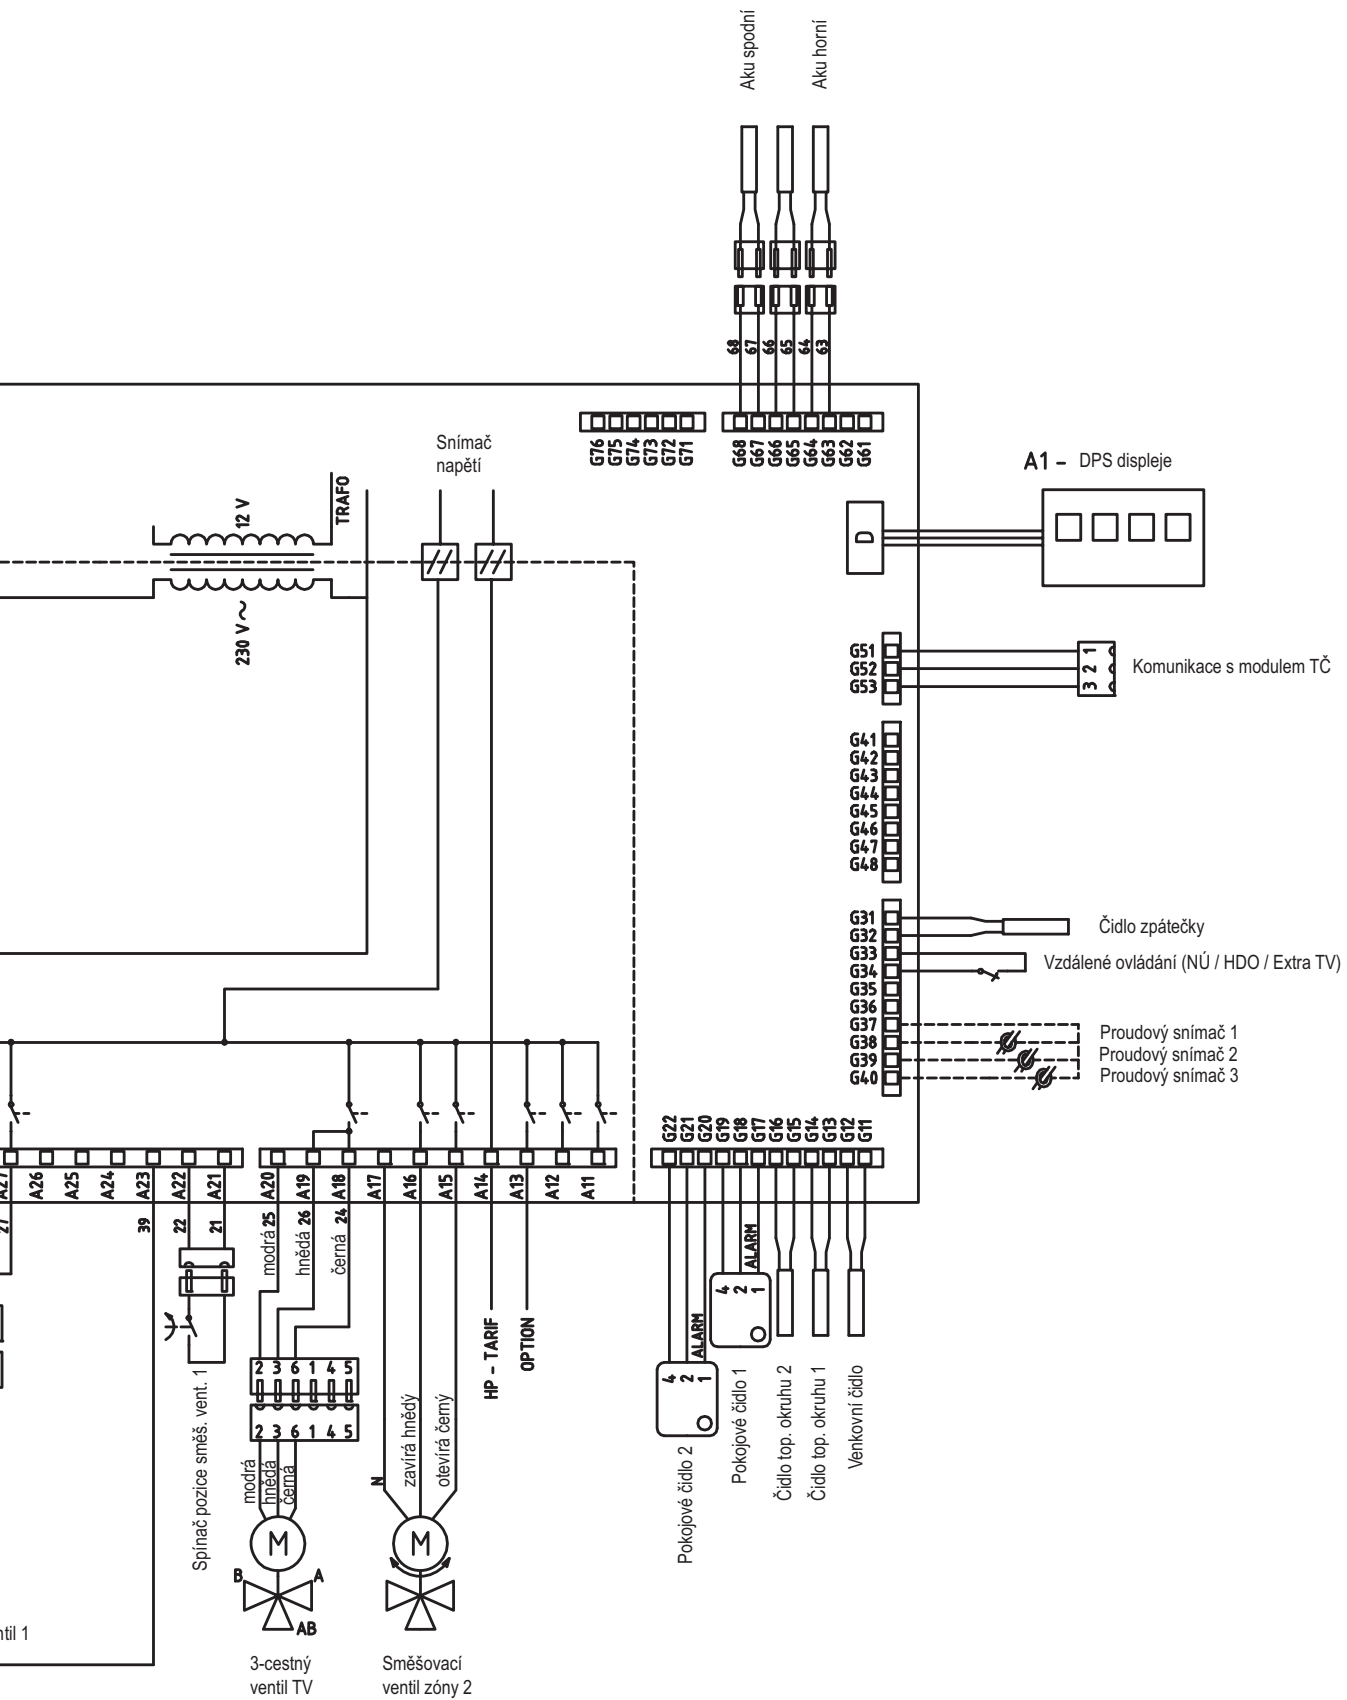 Aku spodní
Aku horní
68
67
66
65
64
63
G76
G75
G74
G73
G72
G71
G68
G67
G66
G65
G64
G63
G62
G61
Snímač
napětí
12 V
TRAFO
230 V ~
A1 - DPS displeje
D
G51
G52
G53
1
2
3
Komunikace s modulem TČ
G41
G42
G43
G44
G45
G46
G47
G48
G31
G32
G33
G34
G35
G36
G37
G38
G39
G40
Čidlo zpátečky
Vzdálené ovládání (NÚ / HDO / Extra TV)
Proudový snímač 1
Proudový snímač 2
Proudový snímač 3
G22
G21
G20
G19
G18
G17
G16
G15
G14
G13
G12
G11
A27
A26
A25
A24
A23
A22
A21
A20
A19
A18
A17
A16
A15
A14
A13
A12
A11
27
39
22
21
modrá 25
hnědá 26
černá 24
2 3 6 1 4 5
2 3 6 1 4 5
modrá
hnědá
černá
N
zavírá hnědý
otevírá černý
HP - TARIF
OPTION
ALARM
4
2
1
ALARM
4
2
1
Spínač pozice směš. vent. 1
Pokojové čidlo 2
Pokojové čidlo 1
Čidlo top. okruhu 2
Čidlo top. okruhu 1
Venkovní čidlo
M
M
B
A
AB
ntil 1
3-cestný
ventil TV
Směšovací
ventil zóny 2